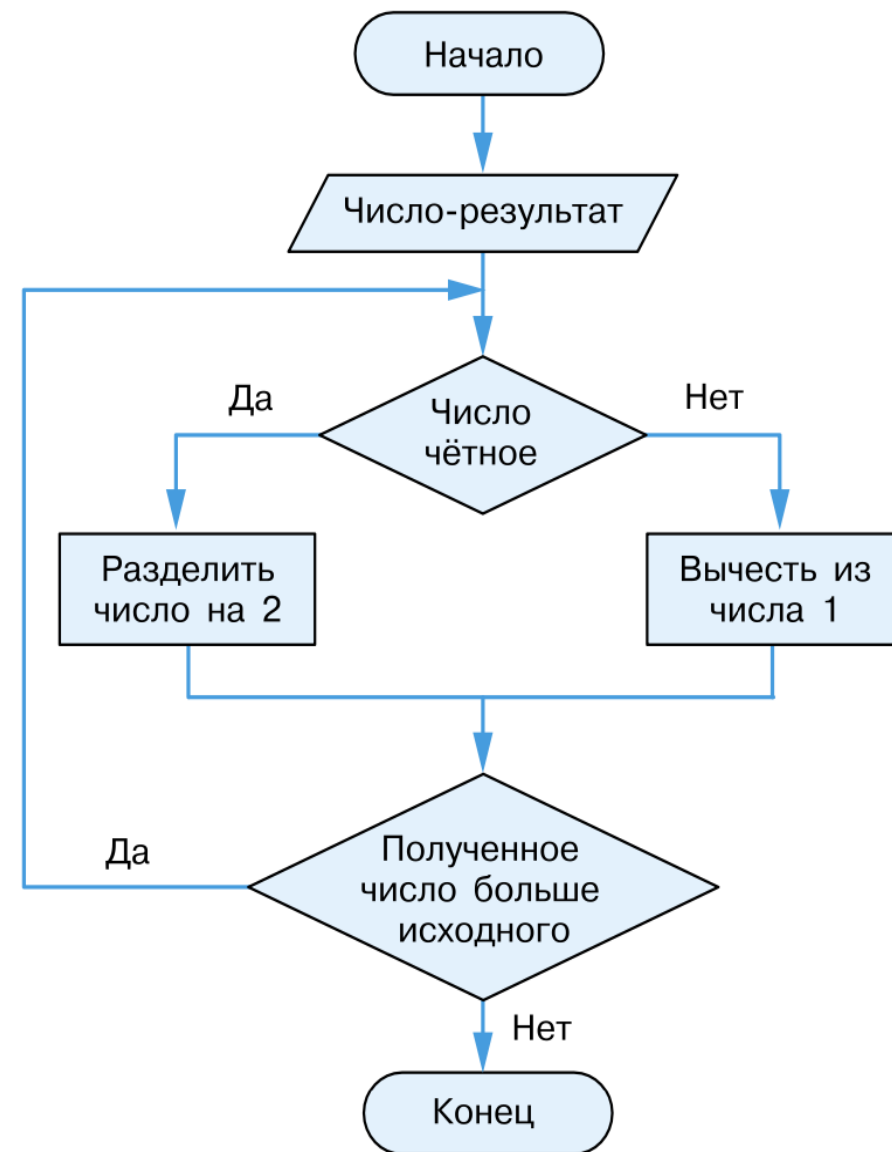 Начало
Число-результат
Да
Число
чётное
Нет
Разделить
число на 2
Вычесть из
числа 1
Да
Полученное
число больше
исходного
Нет
Конец